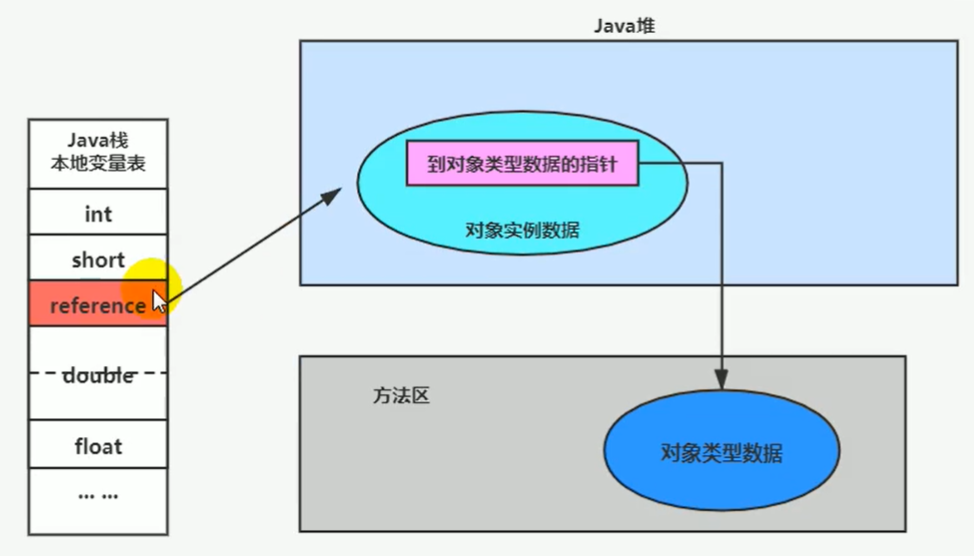 Java堆
Java栈
本地变量表
int
short
reference
double
float
... ...
到对象类型数据的指针
对象实例数据
方法区
对象类型数据